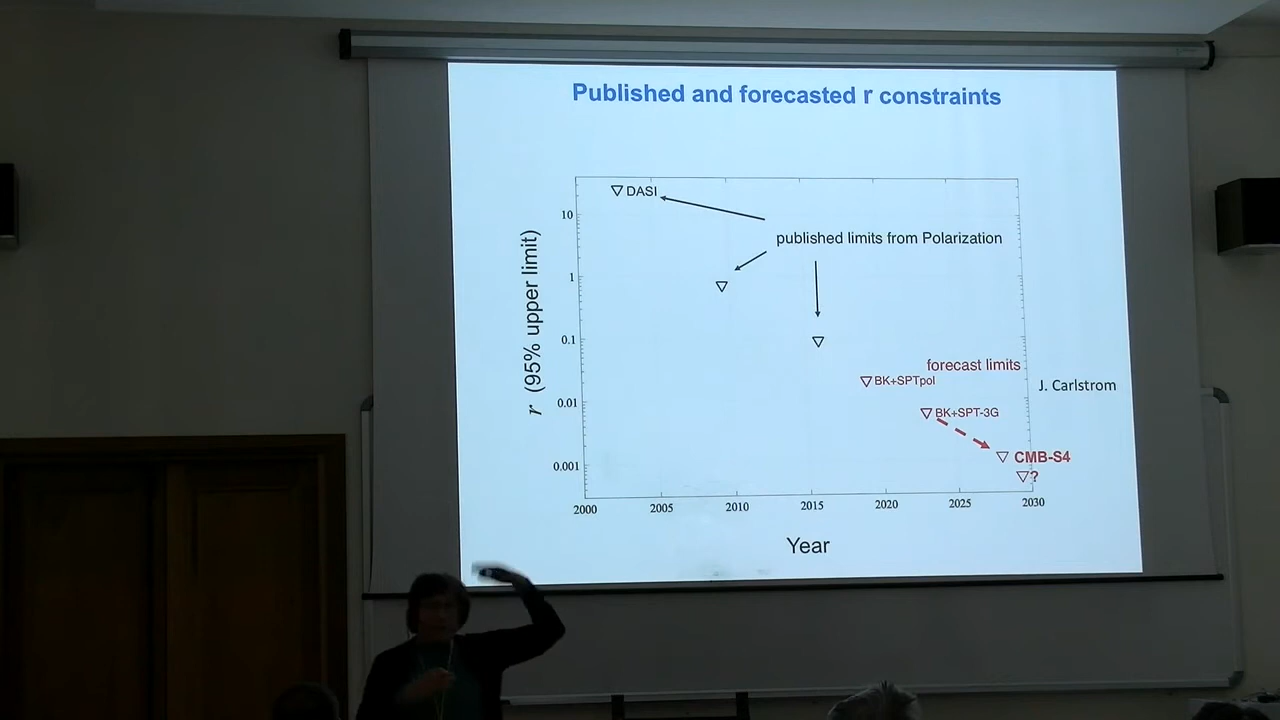 Published and forecasted r constraints
DASI
10
published limits from Polarization
1
r (95% upper limit)
0.1
forecast limits
BK+SPTpol
J. Carlstrom
0.01
BK+SPT-3G
CMB-S4
0.001
?
2000 2005 2010 2015 2020 2025 2030
Year